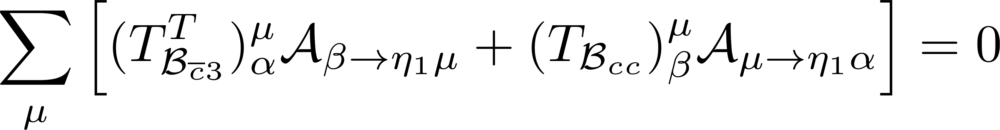 \sum_{\mu} \left[ (T^{T}_{\mathcal{B}_{\overline{c}3}})^{\mu}_{\alpha} \mathcal{A}_{\beta \to \eta_1 \mu} + (T_{\mathcal{B}_{cc}})^{\mu}_{\beta} \mathcal{A}_{\mu \to \eta_1 \alpha} \right] = 0